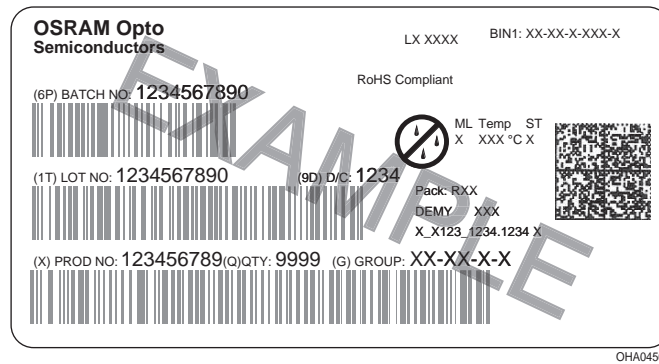 OSRAM Opto
Semiconductors
LX XXXX
BIN1: XX-XX-X-XXX-X
RoHS Compliant
(6P) BATCH NO: 1234567890
ML Temp ST
X XXX °C X
(1T) LOT NO: 1234567890 (9D) D/C: 1234
Pack: RXX
DEMY XXX
X_X123_1234.1234 X
(X) PROD NO: 123456789(Q)QTY: 9999 (G) GROUP: XX-XX-X-X
EXAMPLE